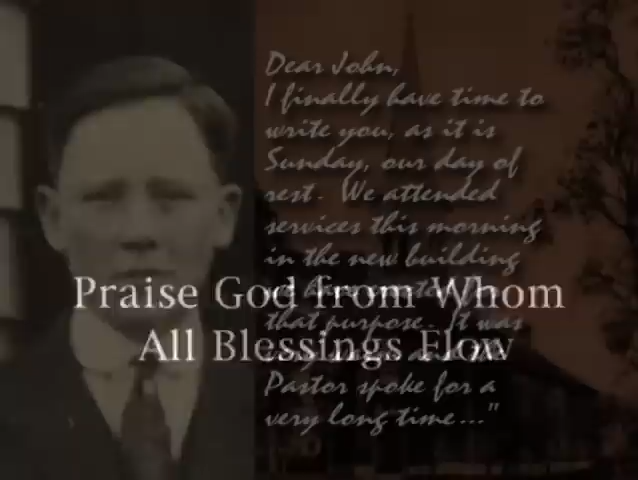 Dear John,
I finally have time to
write you, as it is
Sunday, our day of
rest. We attended
services this morning
in the new building
we have
that purpose. It was
Pastor spoke for a
very long time..."
Praise God from Whom
All Blessings Flow